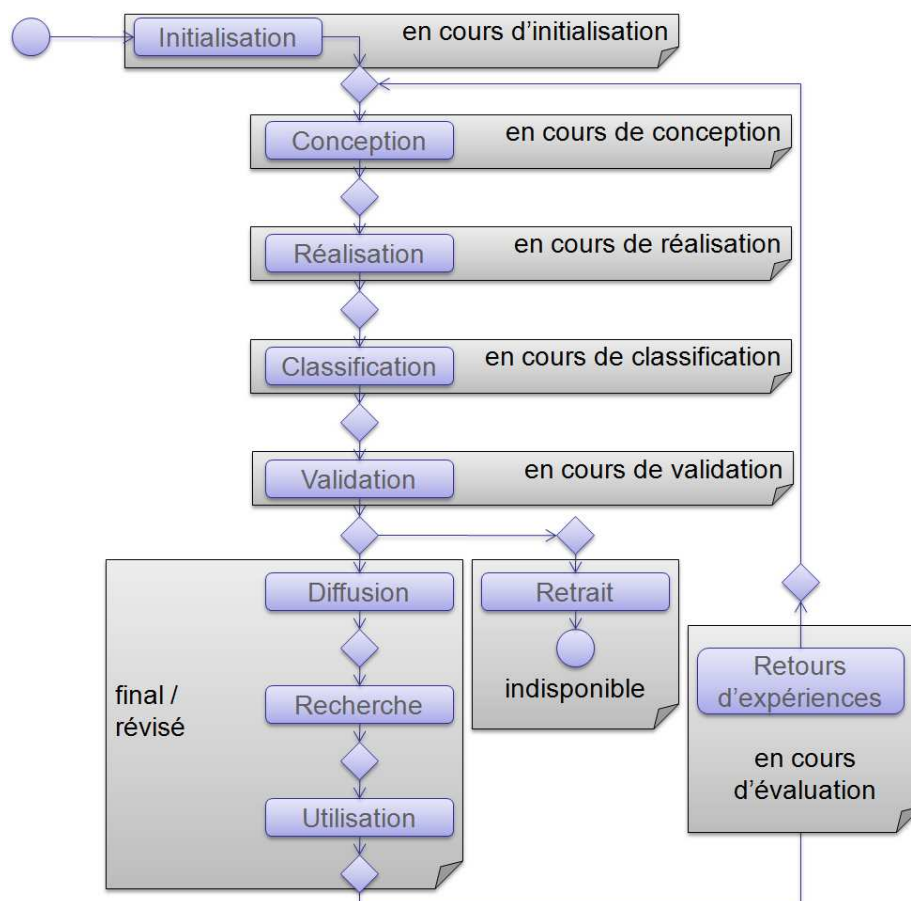 Initialisation
en cours d’initialisation
Conception
en cours de conception
Réalisation
en cours de réalisation
Classification
en cours de classification
Validation
en cours de validation
Diffusion
Retrait
indisponible
final /
révisé
Recherche
Utilisation
Retours
d’expériences
en cours
d’évaluation